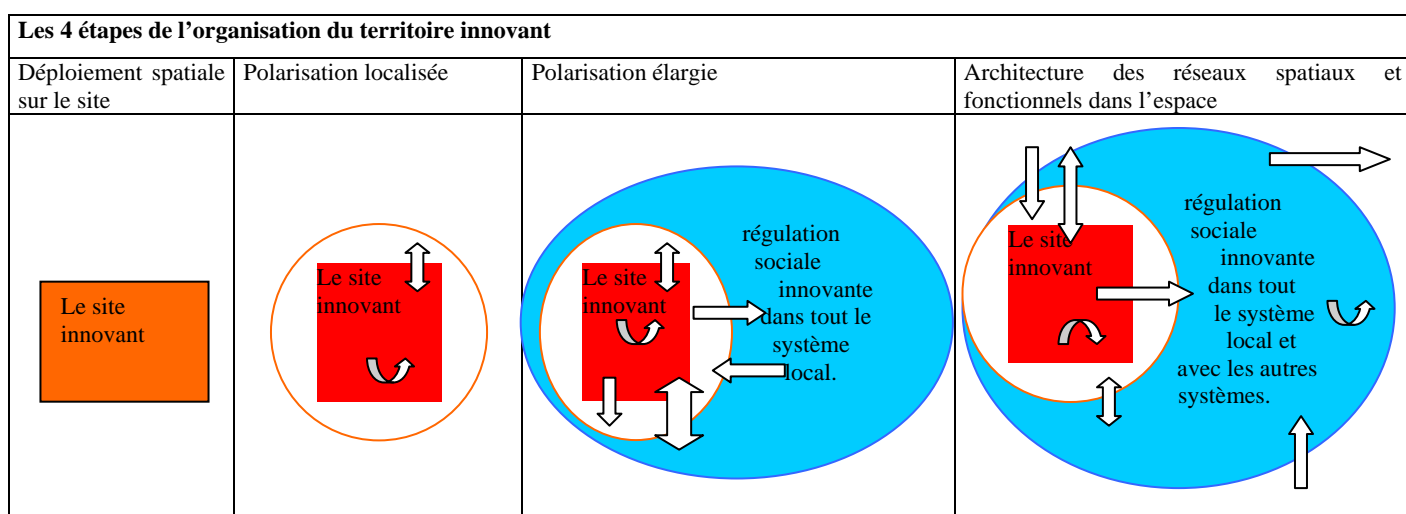 Les 4 étapes de l'organisation du territoire innovant
Déploiement spatiale
sur le site
Polarisation localisée
Polarisation élargie
Architecture des réseaux spatiaux et
fonctionnels dans l'espace
Le site
innovant
Le site
innovant
Le site
innovant
régulation
sociale
innovante
dans tout le
système
local.
Le site
innovant
régulation
sociale
innovante
dans tout
le système
local et
avec les autres
systèmes.